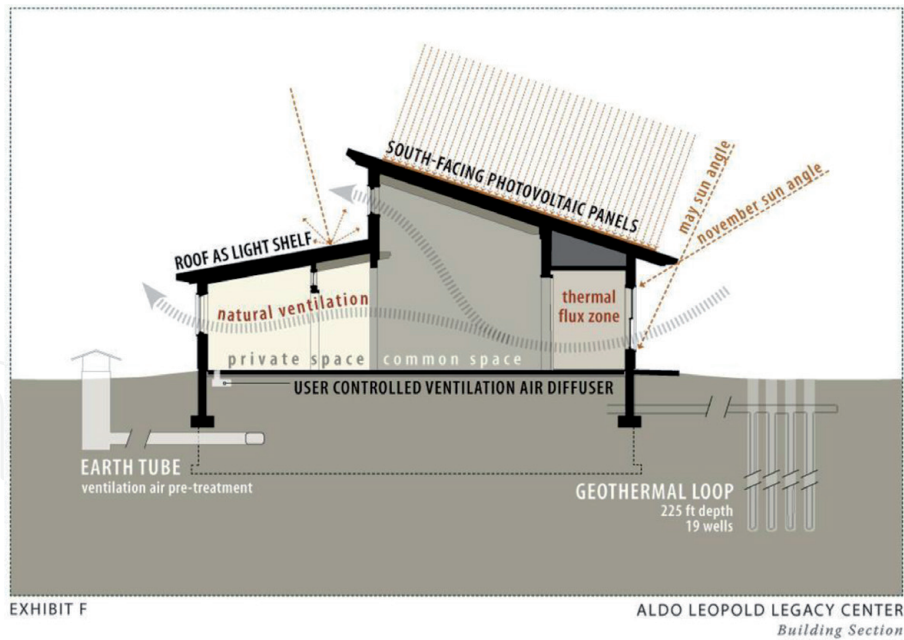 SOUTH-FACING PHOTOVOLTAIC PANELS
may sun angle
november sun angle
ROOF AS LIGHT SHELF
natural ventilation
thermal
flux zone
private space
common space
USER CONTROLLED VENTILATION AIR DIFFUSER
EARTH TUBE
ventilation air pre-treatment
GEOTHERMAL LOOP
225 ft depth
19 wells
EXHIBIT F
ALDO LEOPOLD LEGACY CENTER
Building Section